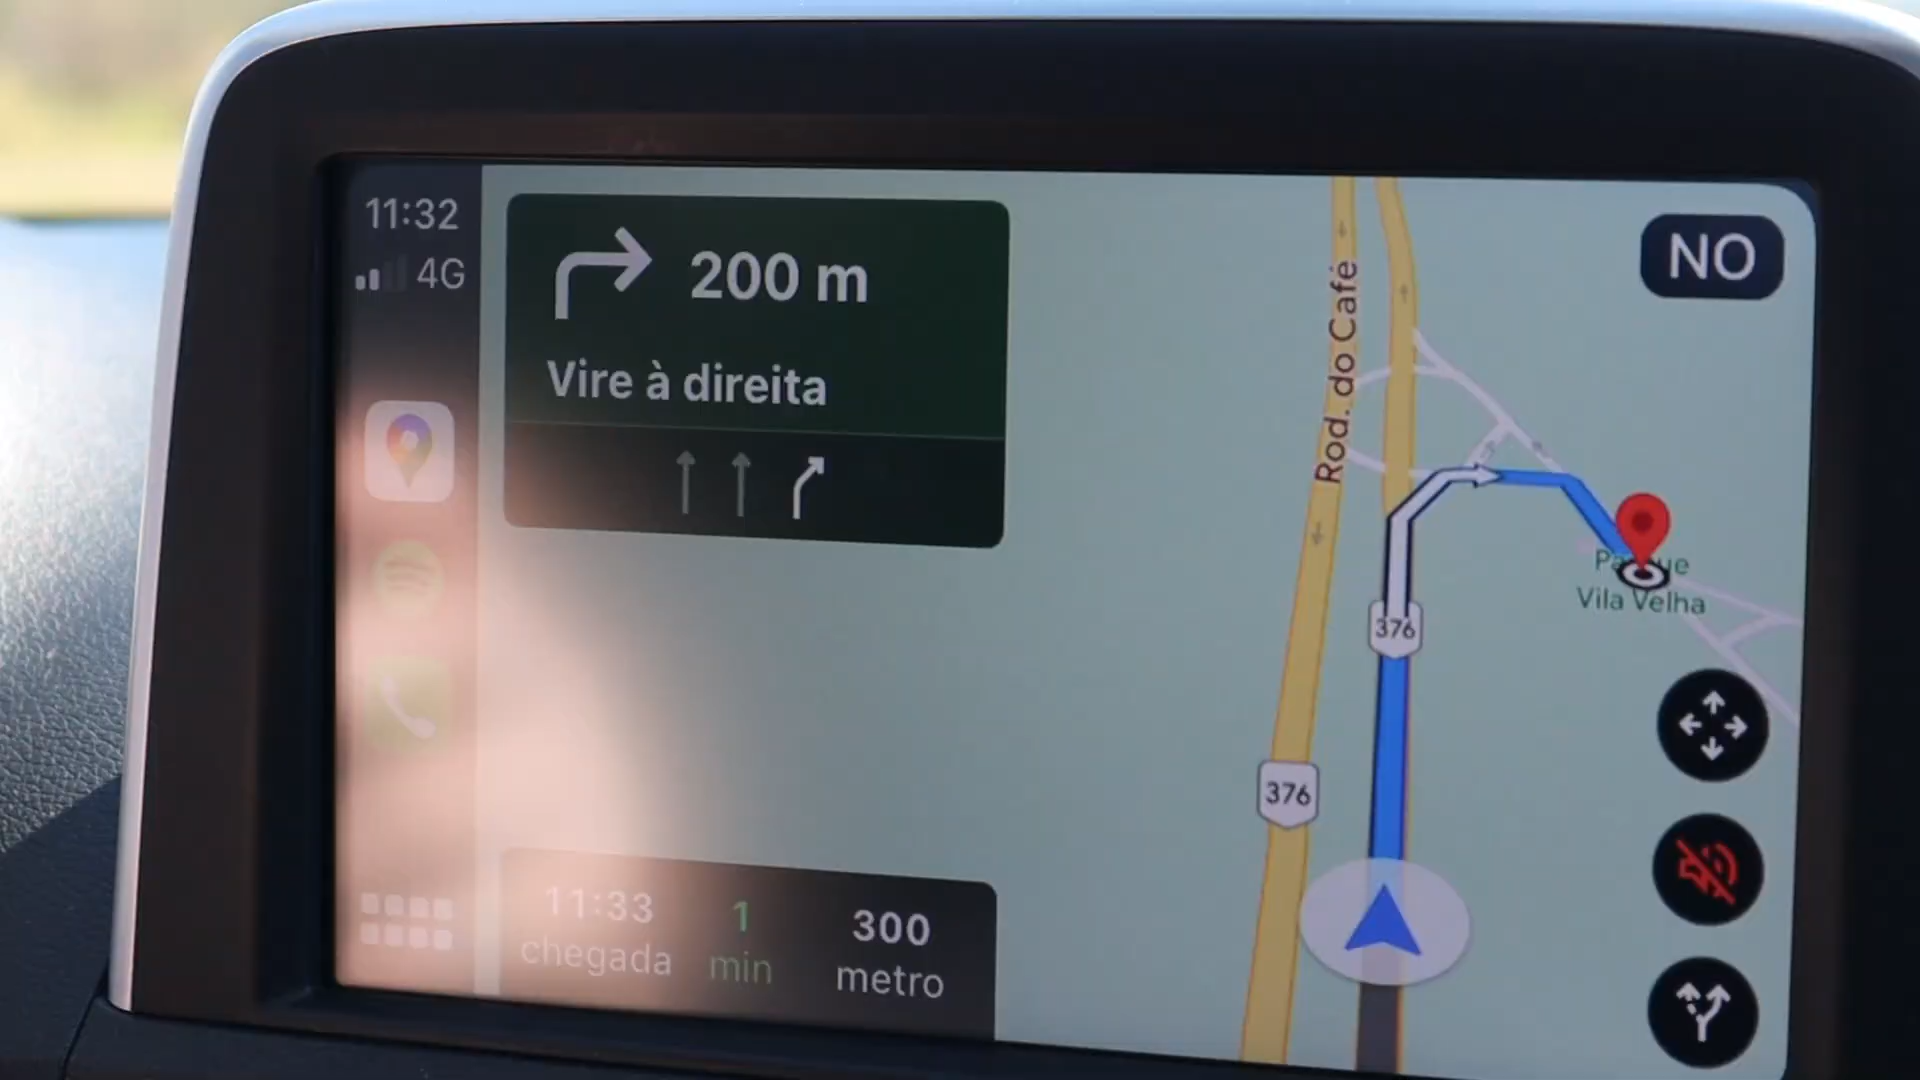 11:32
4G
200 m
Vire à direita
NO
Rod. do Café
376
Vila Velha
376
11:33
chegada
1
min
300
metro